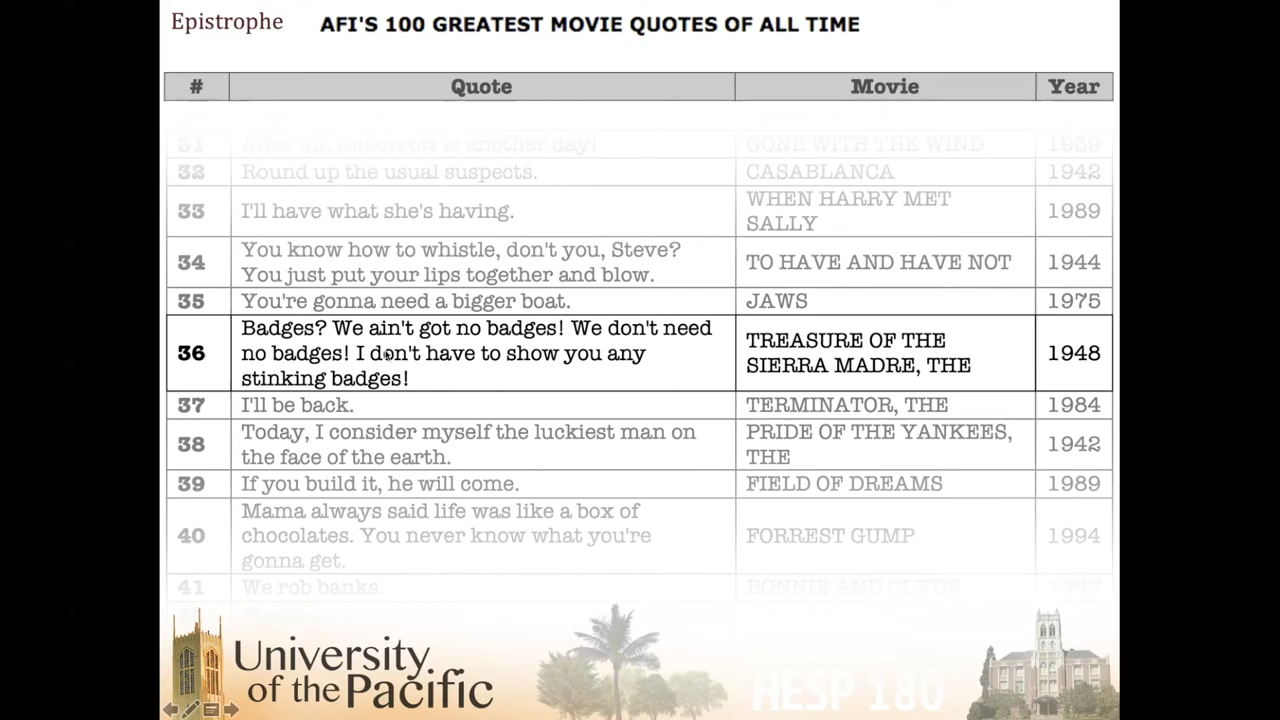 Epistrophe
AFI'S 100 GREATEST MOVIE QUOTES OF ALL TIME
# Quote Movie Year
31 After all, tomorrow is another day! GONE WITH THE WIND 1939
32 Round up the usual suspects. CASABLANCA 1942
33 I'll have what she's having. WHEN HARRY MET
SALLY 1989
34 You know how to whistle, don't you, Steve?
You just put your lips together and blow. TO HAVE AND HAVE NOT 1944
35 You're gonna need a bigger boat. JAWS 1975
36 Badges? We ain't got no badges! We don't need
no badges! I don't have to show you any
stinking badges! TREASURE OF THE
SIERRA MADRE, THE 1948
37 I'll be back. TERMINATOR, THE 1984
38 Today, I consider myself the luckiest man on
the face of the earth. PRIDE OF THE YANKEES,
THE 1942
39 If you build it, he will come. FIELD OF DREAMS 1989
40 Mama always said life was like a box of
chocolates. You never know what you're
gonna get. FORREST GUMP 1994
41 We rob banks. BONNIE AND CLYDE 1967
University
of the Pacific
HESP 100